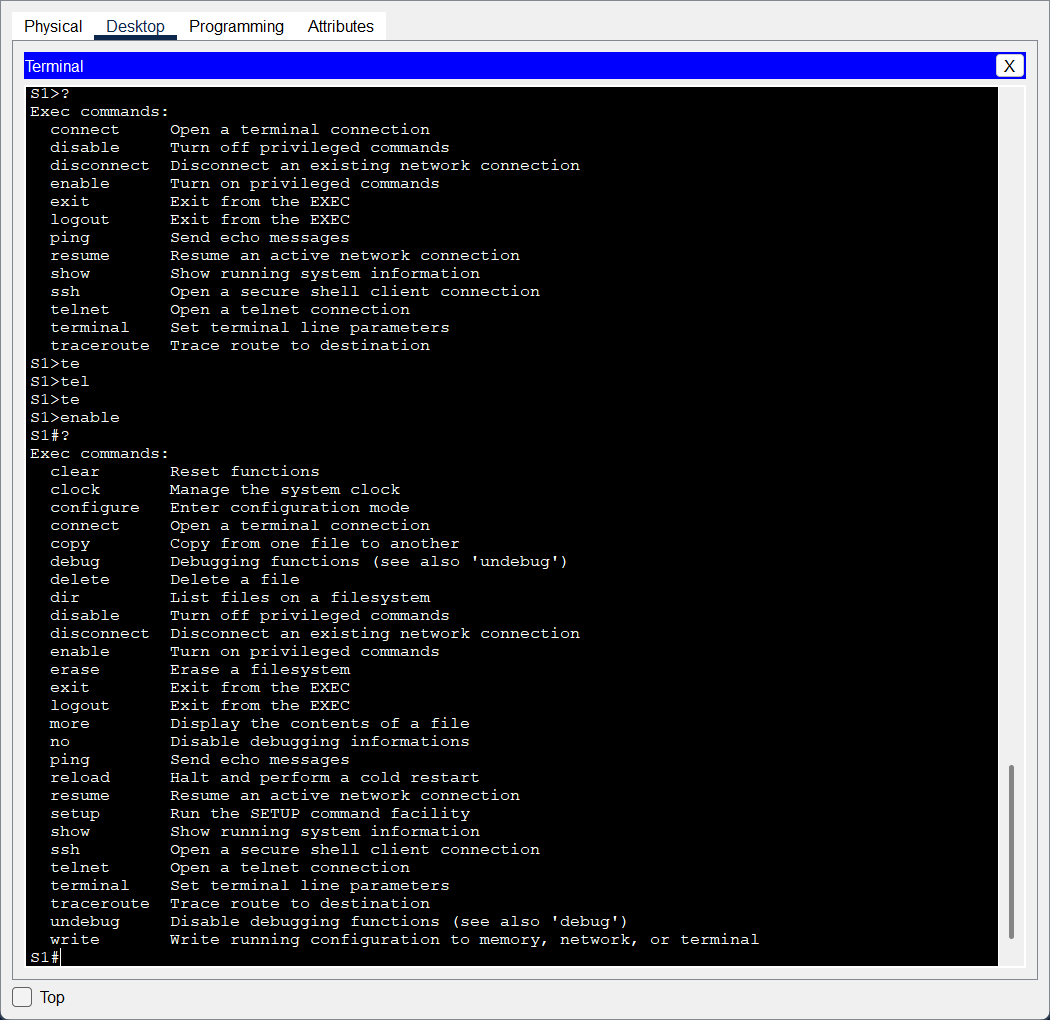 Physical Desktop Programming Attributes
Terminal X
S1>?
Exec commands:
  connect     Open a terminal connection
  disable     Turn off privileged commands
  disconnect  Disconnect an existing network connection
  enable      Turn on privileged commands
  exit        Exit from the EXEC
  logout      Exit from the EXEC
  ping        Send echo messages
  resume      Resume an active network connection
  show        Show running system information
  ssh         Open a secure shell client connection
  telnet      Open a telnet connection
  terminal    Set terminal line parameters
  traceroute  Trace route to destination
S1>te
S1>tel
S1>te
S1>enable
S1#?
Exec commands:
  clear       Reset functions
  clock       Manage the system clock
  configure   Enter configuration mode
  connect     Open a terminal connection
  copy        Copy from one file to another
  debug       Debugging functions (see also 'undebug')
  delete      Delete a file
  dir         List files on a filesystem
  disable     Turn off privileged commands
  disconnect  Disconnect an existing network connection
  enable      Turn on privileged commands
  erase       Erase a filesystem
  exit        Exit from the EXEC
  logout      Exit from the EXEC
  more        Display the contents of a file
  no          Disable debugging informations
  ping        Send echo messages
  reload      Halt and perform a cold restart
  resume      Resume an active network connection
  setup       Run the SETUP command facility
  show        Show running system information
  ssh         Open a secure shell client connection
  telnet      Open a telnet connection
  terminal    Set terminal line parameters
  traceroute  Trace route to destination
  undebug     Disable debugging functions (see also 'debug')
  write       Write running configuration to memory, network, or terminal
S1#
Top